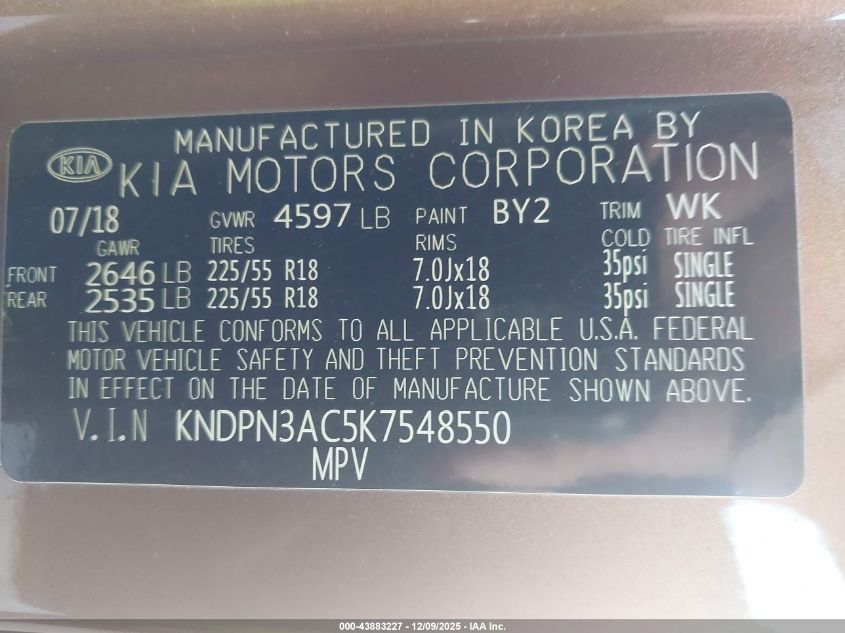 MANUFACTURED IN KOREA BY
KIA KIA MOTORS CORPORATION
07/18 GVWR 4597 LB PAINT BY2 TRIM WK
GAWR TIRES RIMS COLD TIRE INFL
FRONT 2646 LB 225/55 R18 7.0Jx18 35psi SINGLE
REAR 2535 LB 225/55 R18 7.0Jx18 35psi SINGLE
THIS VEHICLE CONFORMS TO ALL APPLICABLE U.S.A. FEDERAL
MOTOR VEHICLE SAFETY AND THEFT PREVENTION STANDARDS
IN EFFECT ON THE DATE OF MANUFACTURE SHOWN ABOVE.
V.I.N KNDPN3AC5K7548550
MPV
000-43883227 - 12/09/2025 - IAA Inc.